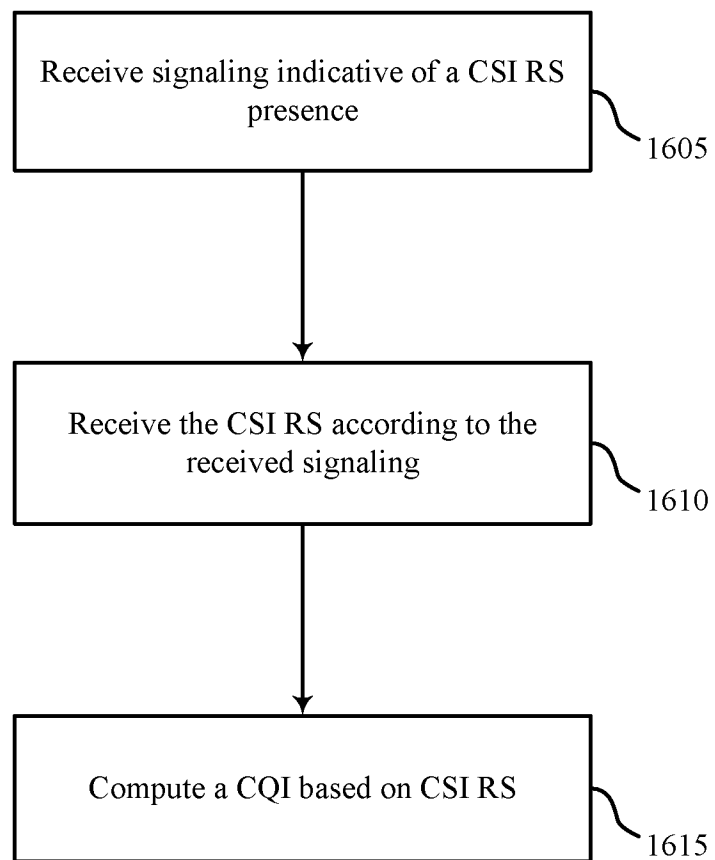 Receive signaling indicative of a CSI RS
presence
1605
Receive the CSI RS according to the
received signaling
1610
Compute a CQI based on CSI RS
1615